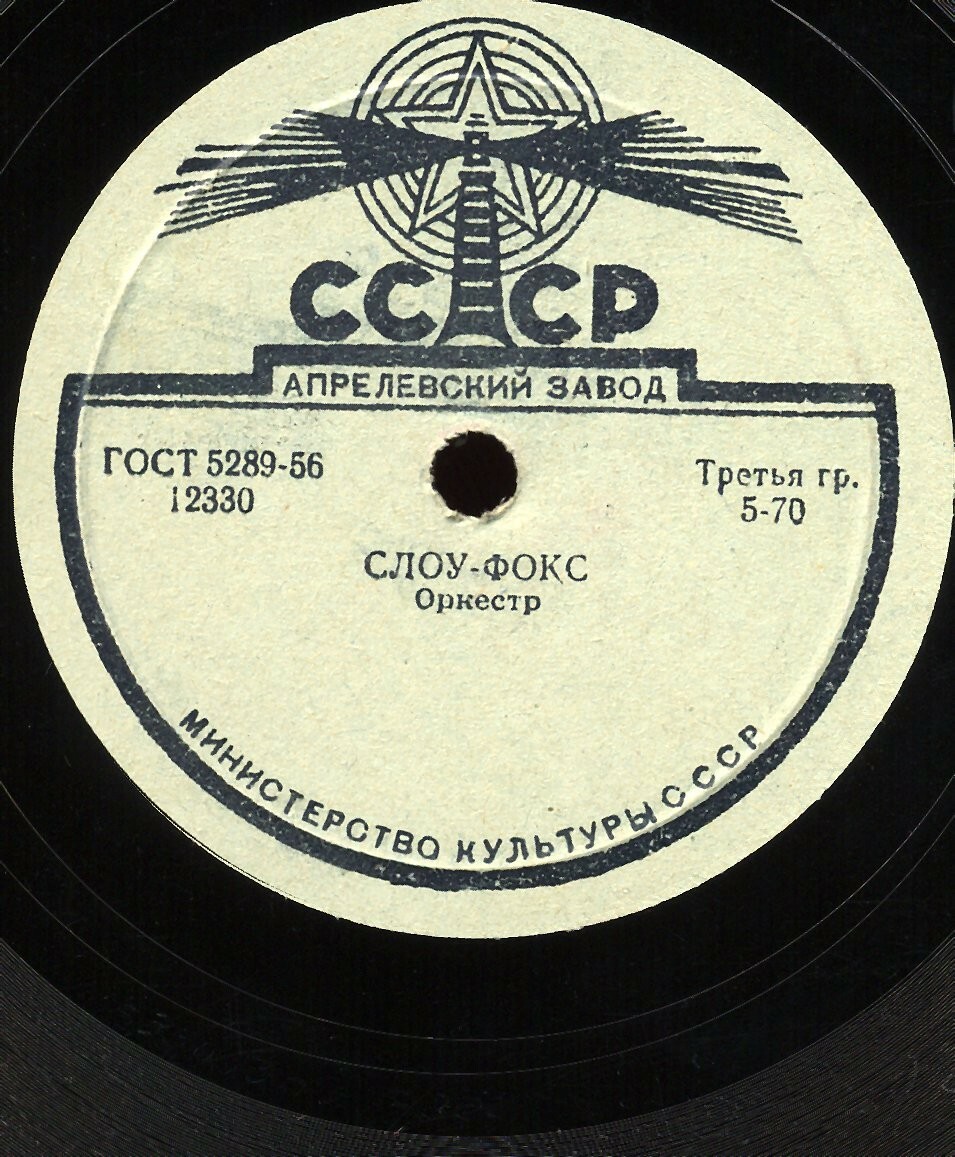 СССР
АПРЕЛЕВСКИЙ ЗАВОД
ГОСТ 5289-56
12330
Третья гр.
5-70
СЛОУ-ФОКС
Оркестр
МИНИСТЕРСТВО КУЛЬТУРЫ СССР